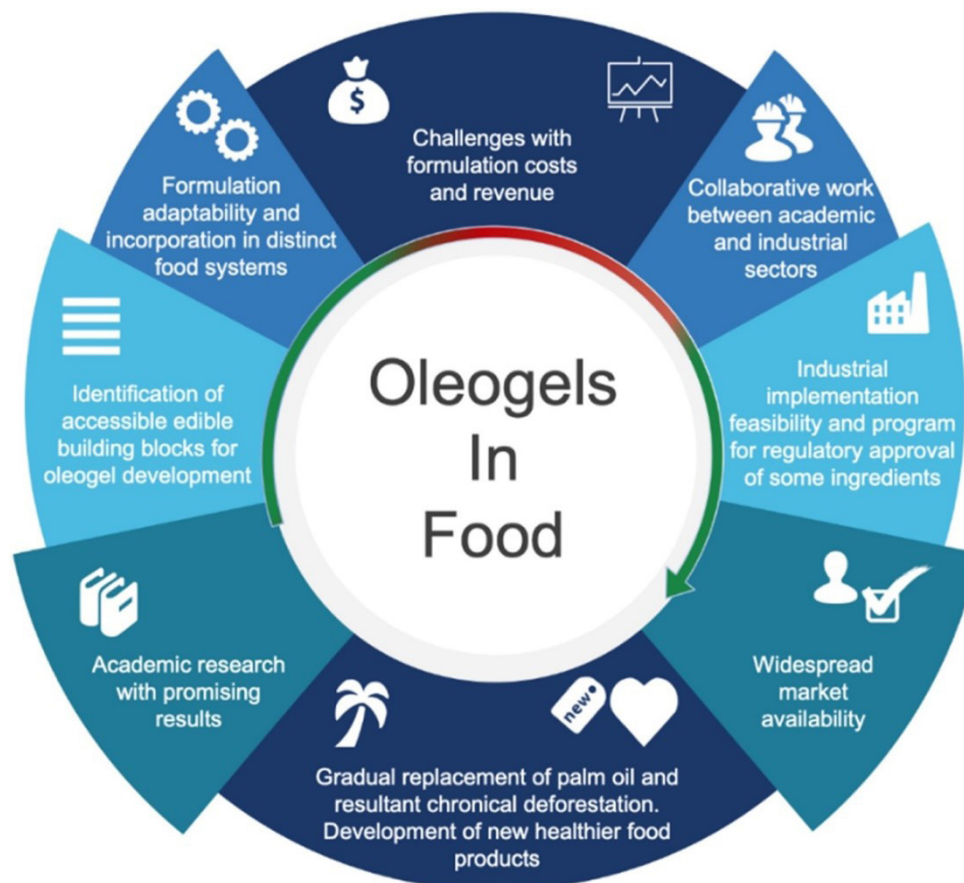 $
Challenges with
formulation costs
and revenue
Collaborative work
between academic
and industrial
sectors
Industrial
implementation
feasibility and program
for regulatory approval
of some ingredients
Widespread
market
availability
new
Gradual replacement of palm oil and
resultant chronical deforestation.
Development of new healthier food
products
Academic research
with promising
results
Identification of
accessible edible
building blocks for
oleogel development
Formulation
adaptability and
incorporation in distinct
food systems
Oleogels
In
Food